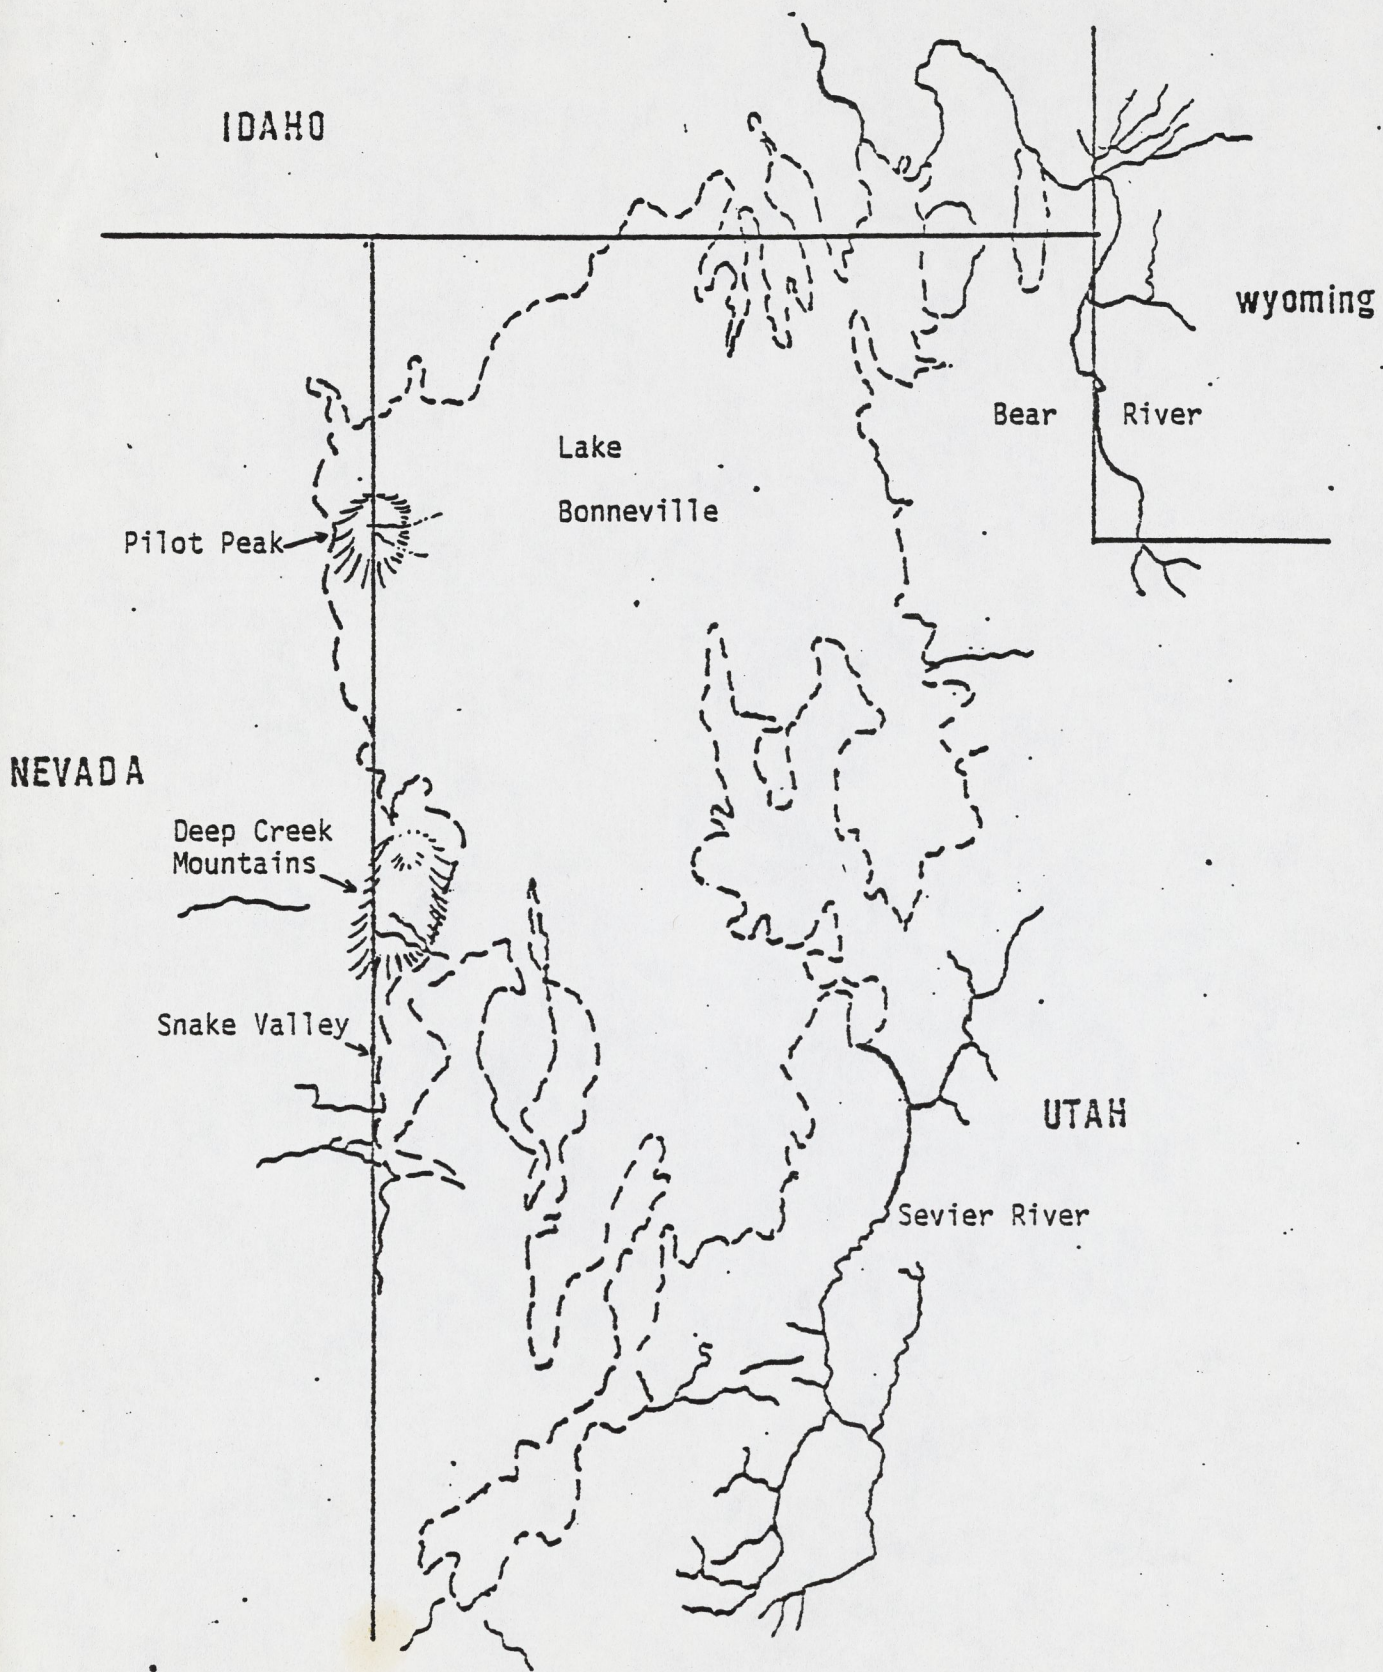 IDAHO
wyoming
Bear River
Lake
Bonneville
Pilot Peak
NEVADA
Deep Creek
Mountains
Snake Valley
UTAH
Sevier River